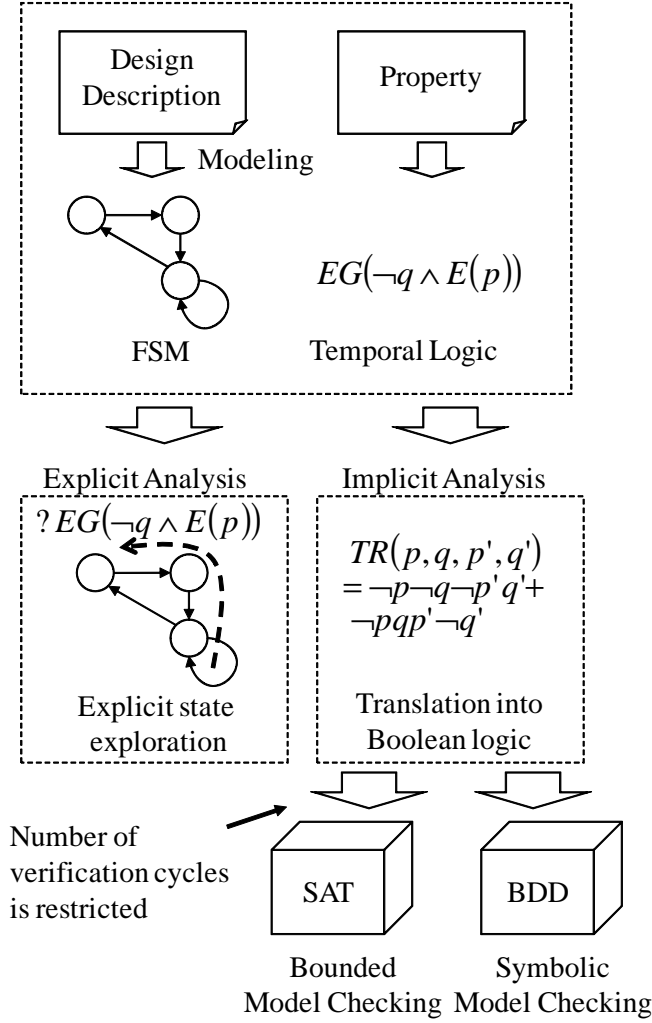 Design
Description
Property
Modeling
EG(¬q ∧ E(p))
FSM
Temporal Logic
Explicit Analysis
Implicit Analysis
? EG(¬q ∧ E(p))
TR(p, q, p', q')
= ¬p¬q¬p' q'+
¬pqp'¬q'
Explicit state
exploration
Translation into
Boolean logic
Number of
verification cycles
is restricted
SAT
BDD
Bounded
Model Checking
Symbolic
Model Checking